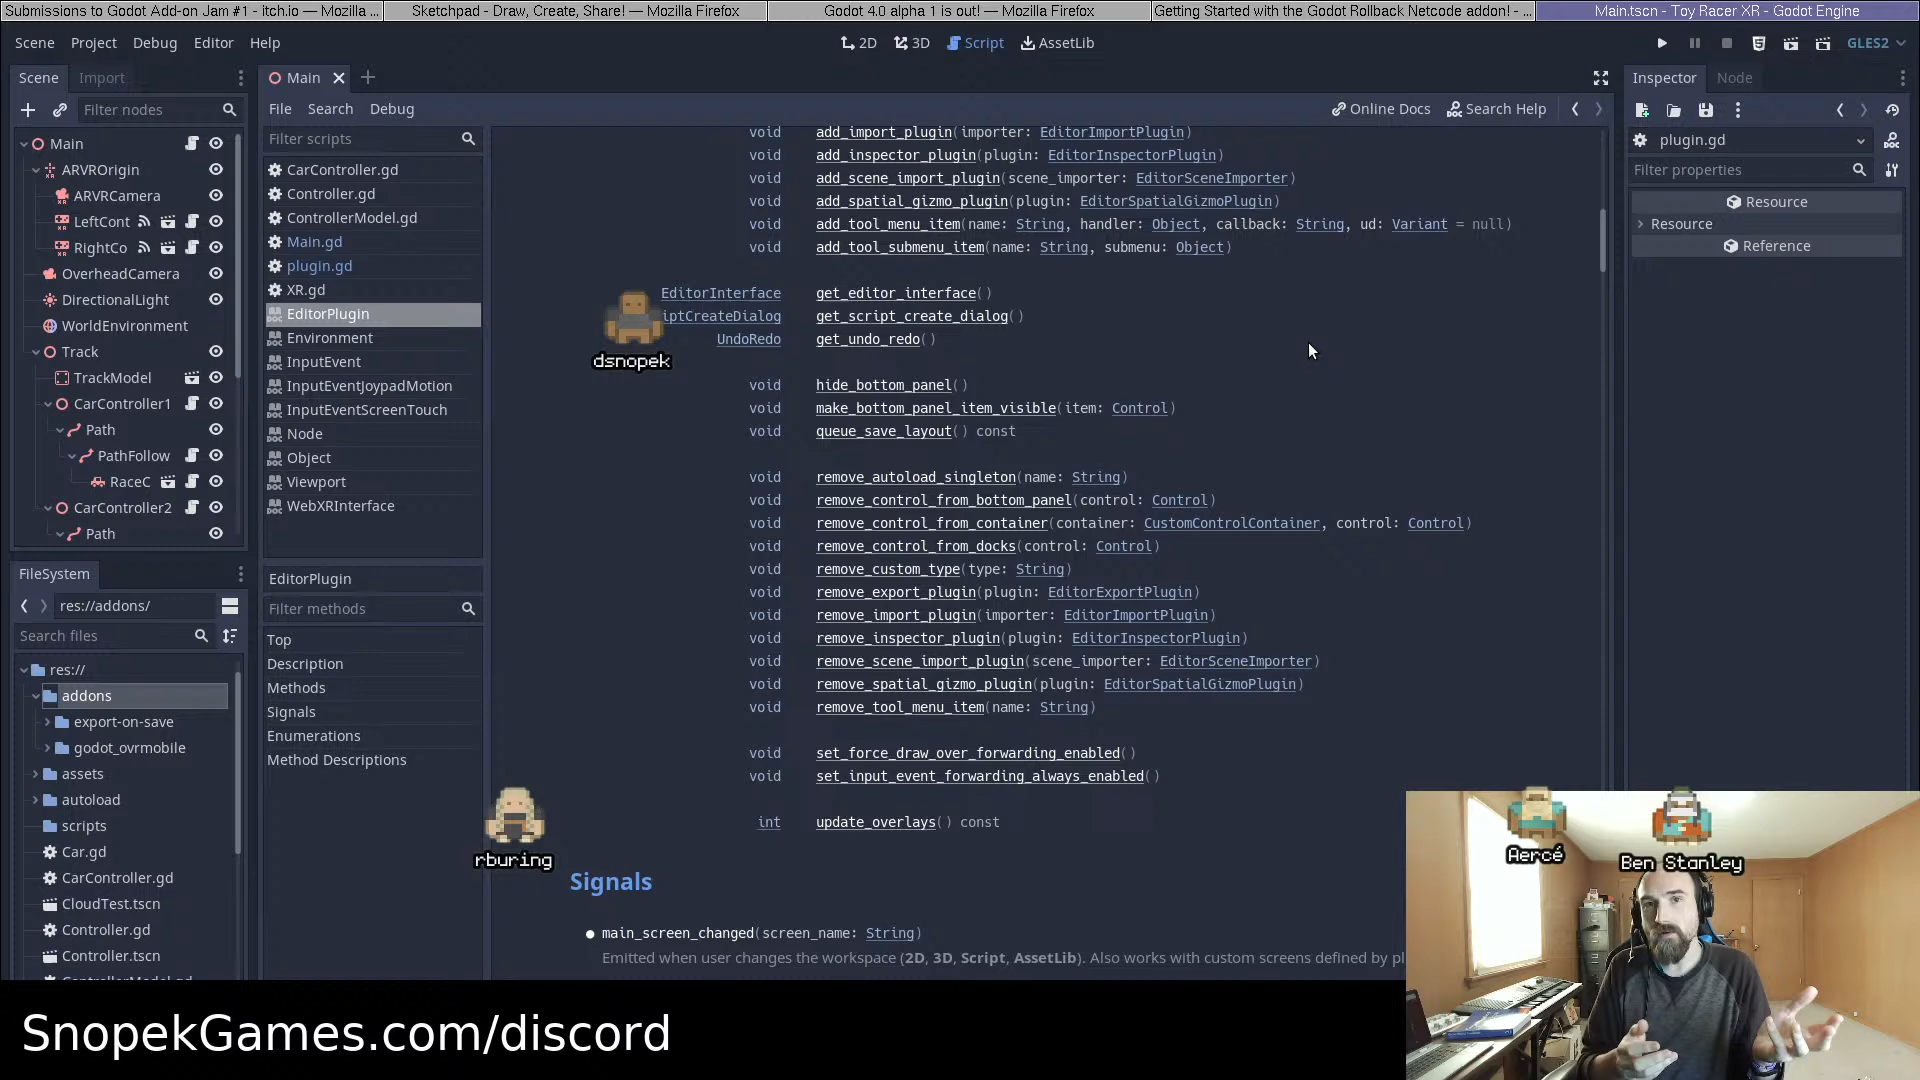 Submissions to Godot Add-on Jam #1 - itch.io — Mozilla ...
Sketchpad - Draw, Create, Share! — Mozilla Firefox
Godot 4.0 alpha 1 is out! — Mozilla Firefox
Getting Started with the Godot Rollback Netcode addon! - ...
Main.tscn - Toy Racer XR - Godot Engine
Scene Project Debug Editor Help
2D 3D Script AssetLib
GLES2
Scene Import
Filter nodes
Main
ARVROrigin
ARVRCamera
LeftCont
RightCo
OverheadCamera
DirectionalLight
WorldEnvironment
Track
TrackModel
CarController1
Path
PathFollow
RaceC
CarController2
Path
FileSystem
res://addons/
Search files
res://
addons
export-on-save
godot_ovrmobile
assets
autoload
scripts
Car.gd
CarController.gd
CloudTest.tscn
Controller.gd
Controller.tscn
ControllerModel.gd
Main
File Search Debug
Online Docs Search Help
Filter scripts
CarController.gd
Controller.gd
ControllerModel.gd
Main.gd
plugin.gd
XR.gd
EditorPlugin
Environment
InputEvent
InputEventJoypadMotion
InputEventScreenTouch
Node
Object
Viewport
WebXRInterface
EditorPlugin
Filter methods
Top
Description
Methods
Signals
Enumerations
Method Descriptions
void add_import_plugin(importer: EditorImportPlugin)
void add_inspector_plugin(plugin: EditorInspectorPlugin)
void add_scene_import_plugin(scene_importer: EditorSceneImporter)
void add_spatial_gizmo_plugin(plugin: EditorSpatialGizmoPlugin)
void add_tool_menu_item(name: String, handler: Object, callback: String, ud: Variant = null)
void add_tool_submenu_item(name: String, submenu: Object)
EditorInterface get_editor_interface()
iptCreateDialog get_script_create_dialog()
UndoRedo get_undo_redo()
dsnopek
void hide_bottom_panel()
void make_bottom_panel_item_visible(item: Control)
void queue_save_layout() const
void remove_autoload_singleton(name: String)
void remove_control_from_bottom_panel(control: Control)
void remove_control_from_container(container: CustomControlContainer, control: Control)
void remove_control_from_docks(control: Control)
void remove_custom_type(type: String)
void remove_export_plugin(plugin: EditorExportPlugin)
void remove_import_plugin(importer: EditorImportPlugin)
void remove_inspector_plugin(plugin: EditorInspectorPlugin)
void remove_scene_import_plugin(scene_importer: EditorSceneImporter)
void remove_spatial_gizmo_plugin(plugin: EditorSpatialGizmoPlugin)
void remove_tool_menu_item(name: String)
void set_force_draw_over_forwarding_enabled()
void set_input_event_forwarding_always_enabled()
int update_overlays() const
rburing
Signals
main_screen_changed(screen_name: String)
Emitted when user changes the workspace (2D, 3D, Script, AssetLib). Also works with custom screens defined by pl
Inspector Node
plugin.gd
Filter properties
Resource
Resource
Reference
Aercé
Ben Stanley
SnopekGames.com/discord